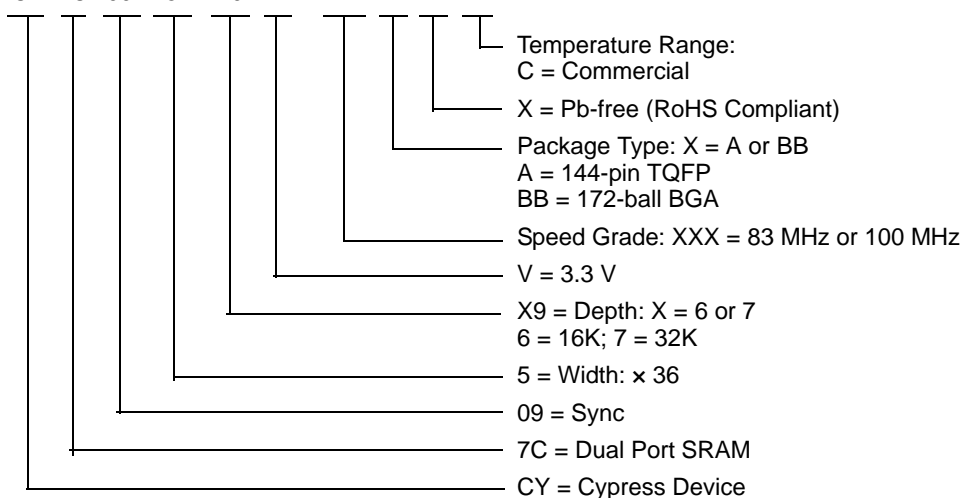 Temperature Range:
C = Commercial
X = Pb-free (RoHS Compliant)
Package Type: X = A or BB
A = 144-pin TQFP
BB = 172-ball BGA
Speed Grade: XXX = 83 MHz or 100 MHz
V = 3.3 V
X9 = Depth: X = 6 or 7
6 = 16K; 7 = 32K
5 = Width: × 36
09 = Sync
7C = Dual Port SRAM
CY = Cypress Device